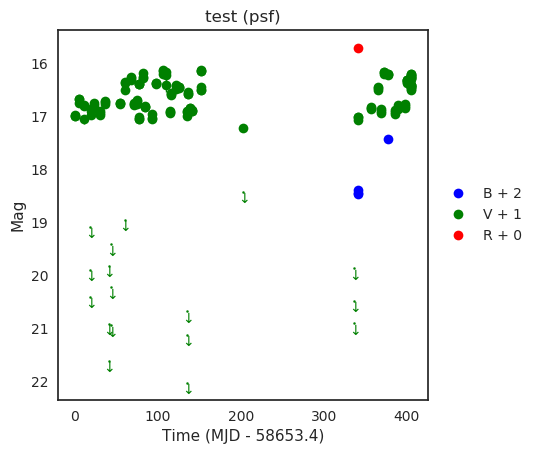 test (psf)
16
17
18
19
20
21
22
Mag
0
100
200
300
400
Time (MJD - 58653.4)
B + 2
V + 1
R + 0